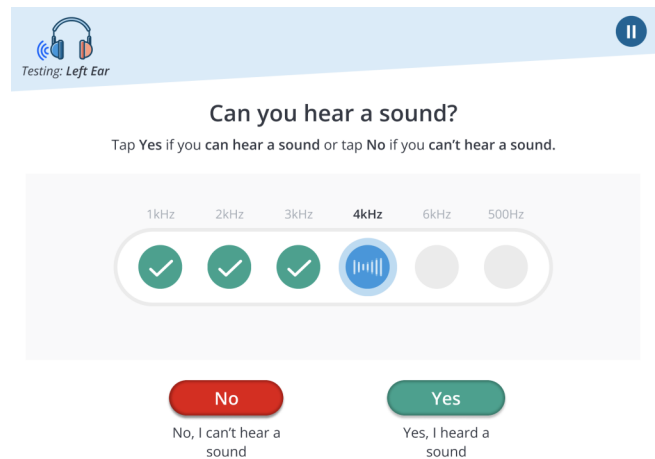 Testing: Left Ear
Can you hear a sound?
Tap Yes if you can hear a sound or tap No if you can’t hear a sound.
1kHz 2kHz 3kHz 4kHz 6kHz 500Hz
No Yes
No, I can’t hear a
sound
Yes, I heard a
sound